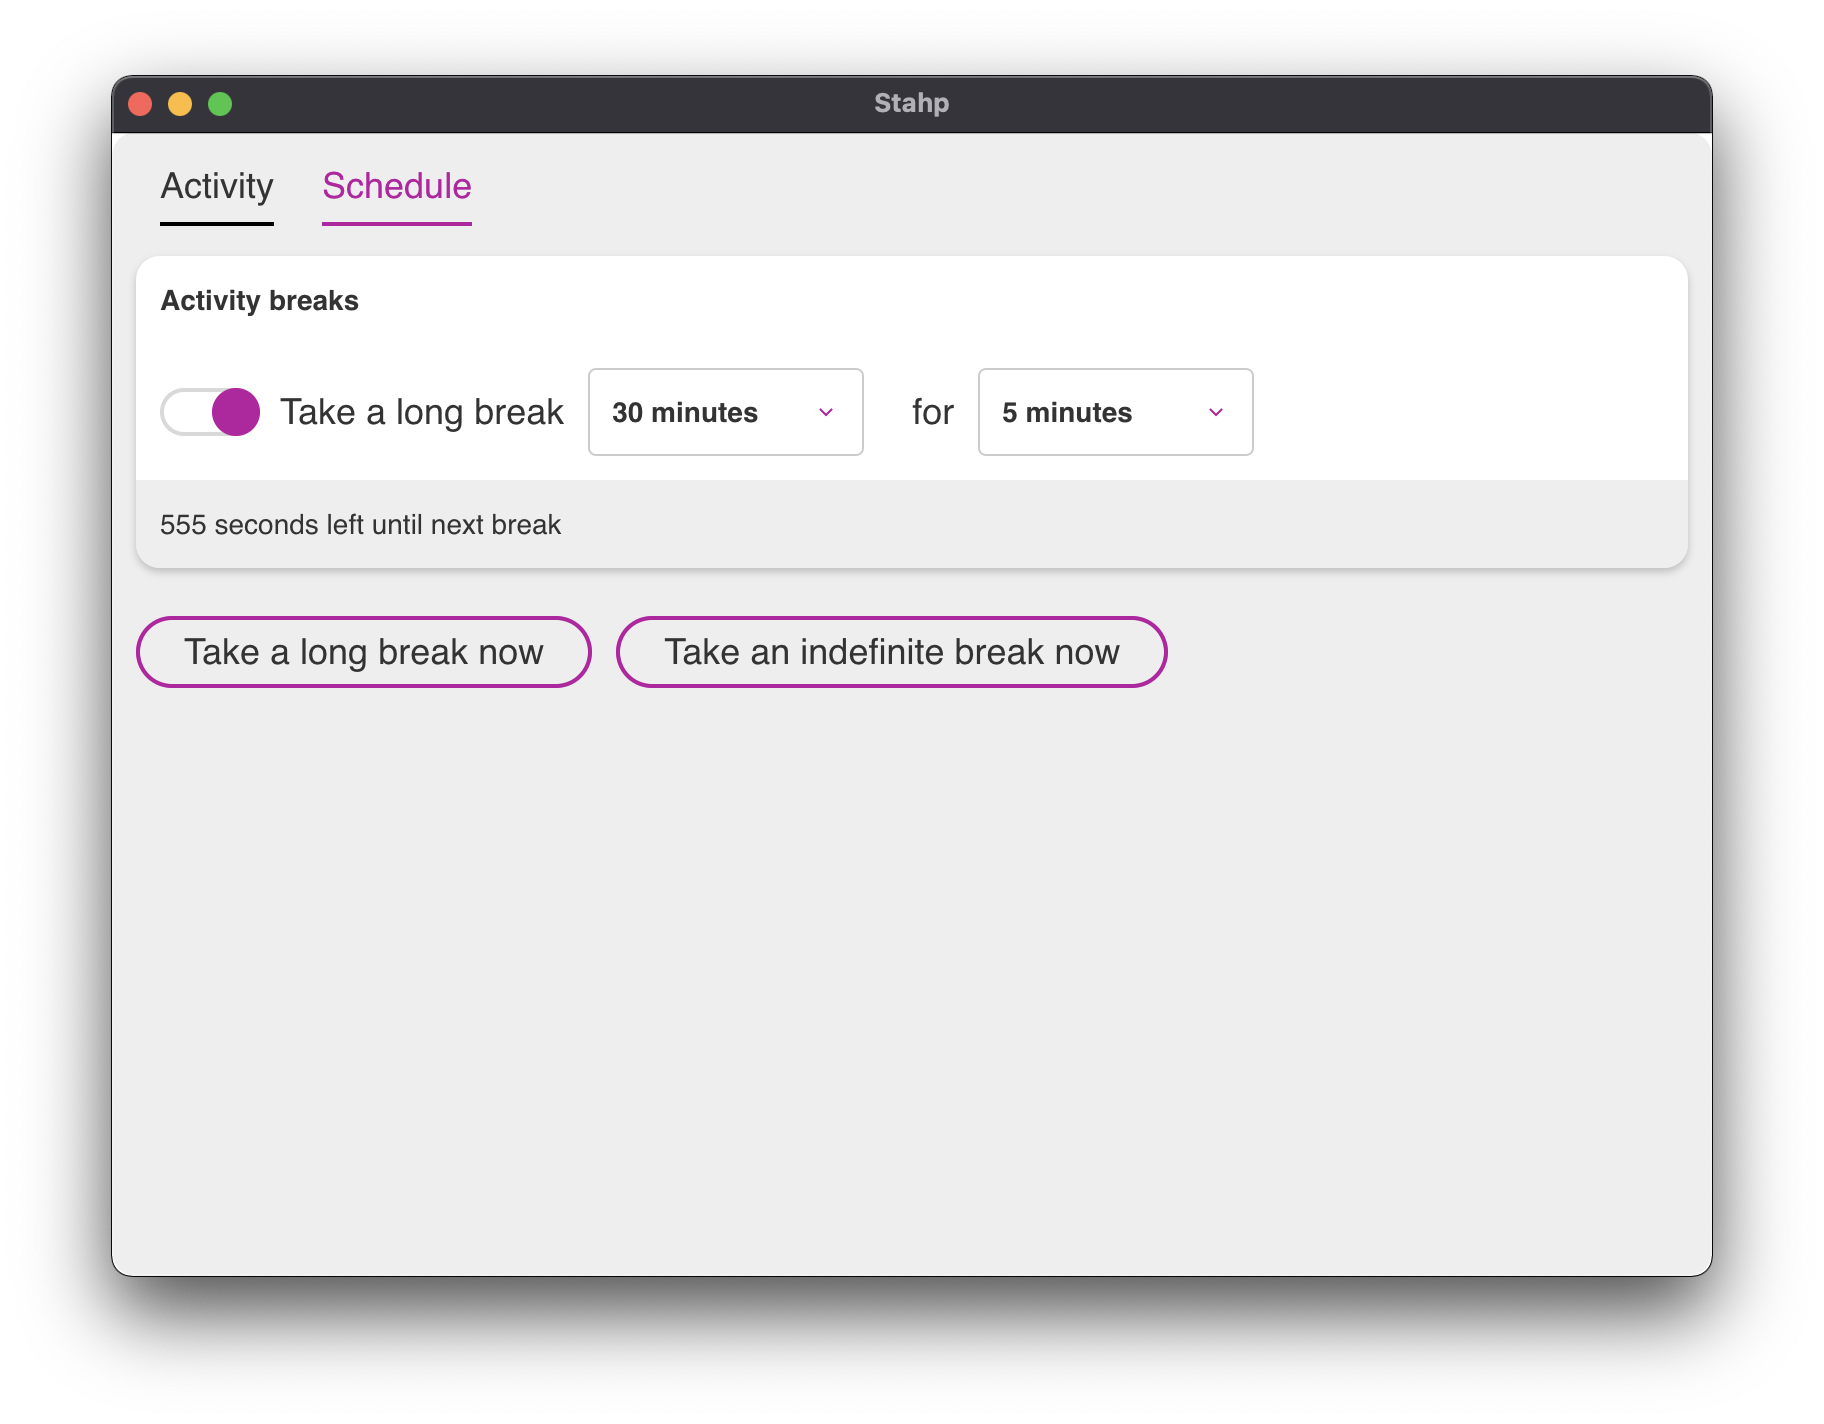 Stahp
Activity Schedule
Activity breaks
Take a long break 30 minutes for 5 minutes
555 seconds left until next break
Take a long break now Take an indefinite break now